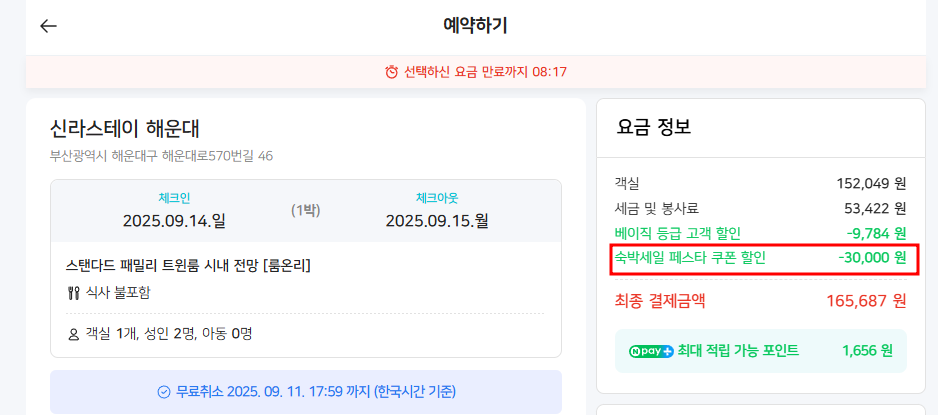 예약하기
선택하신 요금 만료까지 08:17
신라스테이 해운대
부산광역시 해운대구 해운대로570번길 46
체크인
2025.09.14.일
(1박)
체크아웃
2025.09.15.월
스탠다드 패밀리 트윈룸 시내 전망 [룸온리]
식사 불포함
객실 1개, 성인 2명, 아동 0명
무료취소 2025. 09. 11. 17:59 까지 (한국시간 기준)
요금 정보
객실 152,049 원
세금 및 봉사료 53,422 원
베이직 등급 고객 할인 -9,784 원
숙박세일 페스타 쿠폰 할인 -30,000 원
최종 결제금액 165,687 원
N pay + 최대 적립 가능 포인트 1,656 원